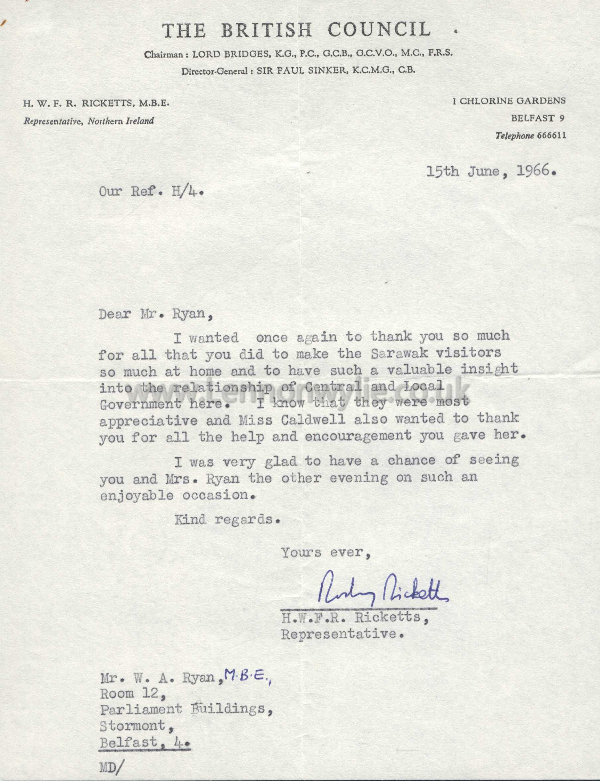 THE BRITISH COUNCIL
Chairman : LORD BRIDGES, K.G., P.C., G.C.B., G.C.V.O., M.C., F.R.S.
Director-General : SIR PAUL SINKER, K.C.M.G., C.B.
H. W. F. R. RICKETTS, M.B.E.
Representative, Northern Ireland
1 CHLORINE GARDENS
BELFAST 9
Telephone 666611
15th June, 1966.
Our Ref. H/4.
Dear Mr. Ryan,
I wanted once again to thank you so much
for all that you did to make the Sarawak visitors
so much at home and to have such a valuable insight
into the relationship of Central and Local
Government here. I know that they were most
appreciative and Miss Caldwell also wanted to thank
you for all the help and encouragement you gave her.
I was very glad to have a chance of seeing
you and Mrs. Ryan the other evening on such an
enjoyable occasion.
Kind regards.
Yours ever,
Rodney Ricketts
H.W.F.R. Ricketts,
Representative.
Mr. W. A. Ryan, M.B.E.,
Room 12,
Parliament Buildings,
Stormont,
Belfast, 4.
MD/